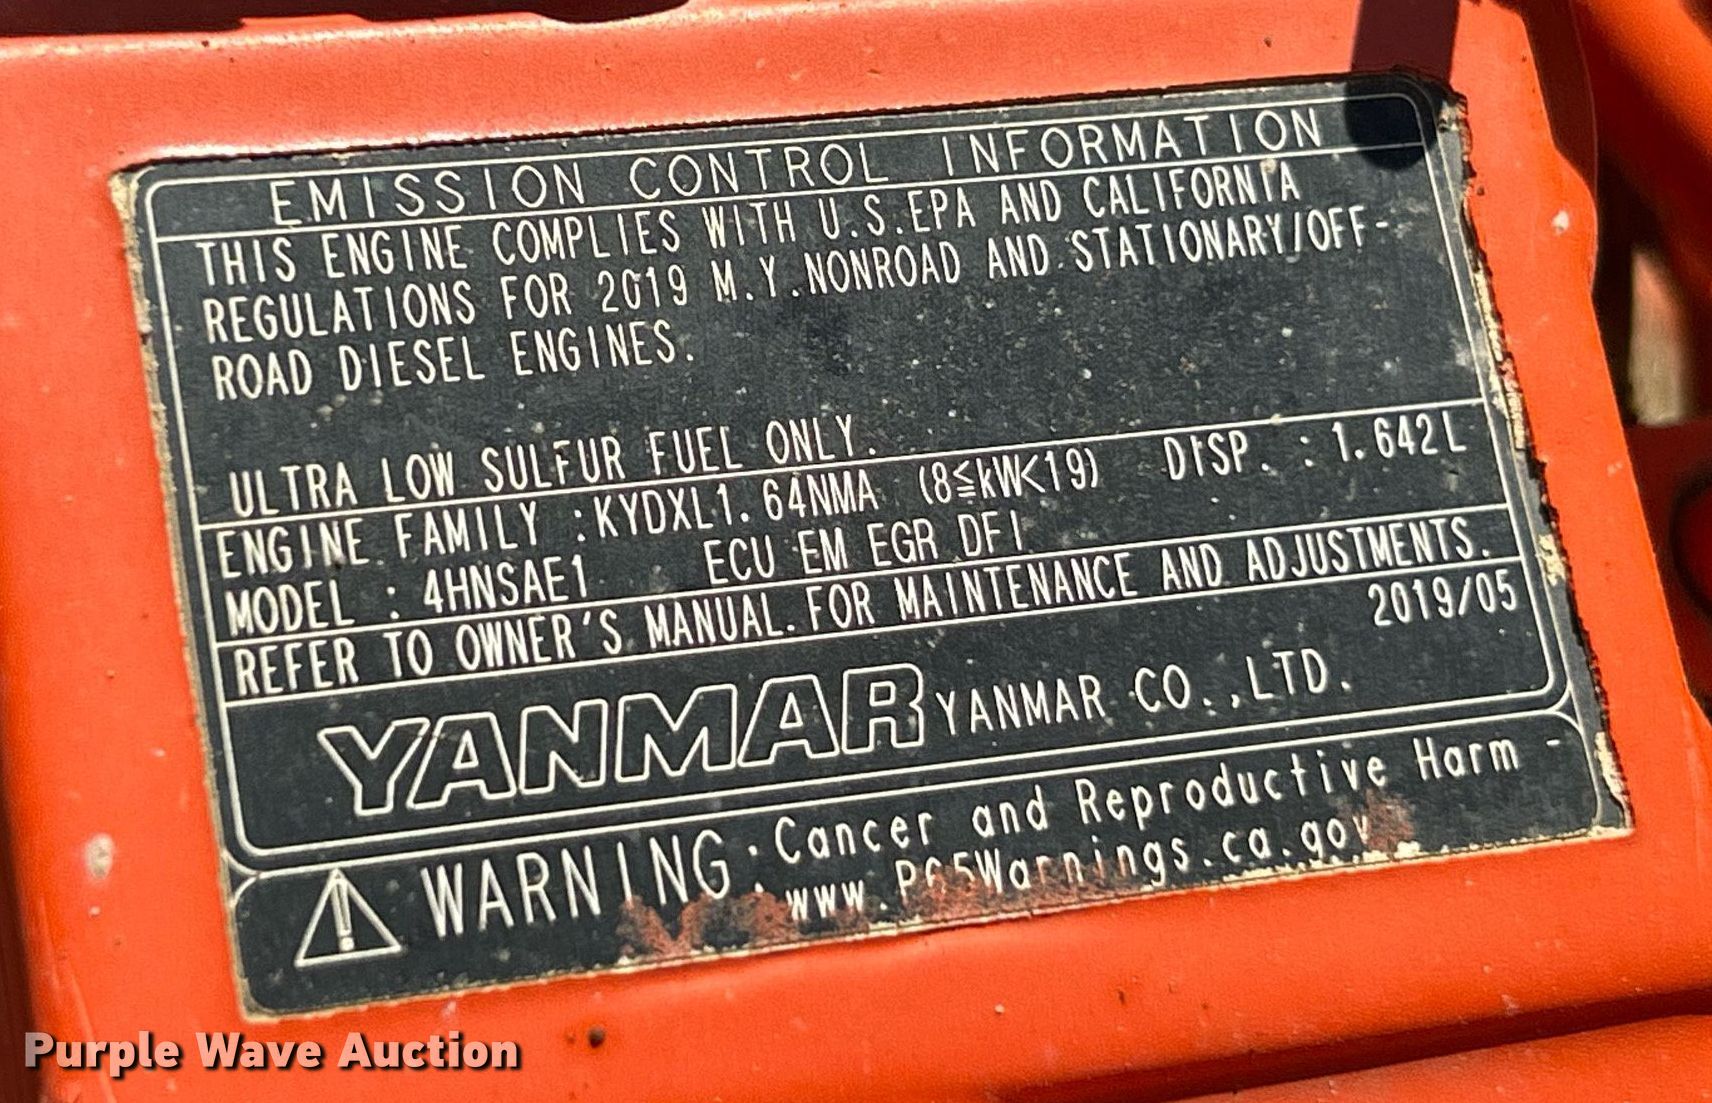 EMISSION CONTROL INFORMATION
THIS ENGINE COMPLIES WITH U.S.EPA AND CALIFORNIA
REGULATIONS FOR 2019 M.Y.NONROAD AND STATIONARY/OFF-
ROAD DIESEL ENGINES.
ULTRA LOW SULFUR FUEL ONLY.
ENGINE FAMILY :KYDXL1.64NMA (8≦kW<19) DISP. : 1.642L
MODEL : 4HNSAE1 ECU EM EGR DFI
REFER TO OWNER'S MANUAL FOR MAINTENANCE AND ADJUSTMENTS.
2019/05
YANMAR YANMAR CO.,LTD.
WARNING: Cancer and Reproductive Harm -
www.P65Warnings.ca.gov
Purple Wave Auction